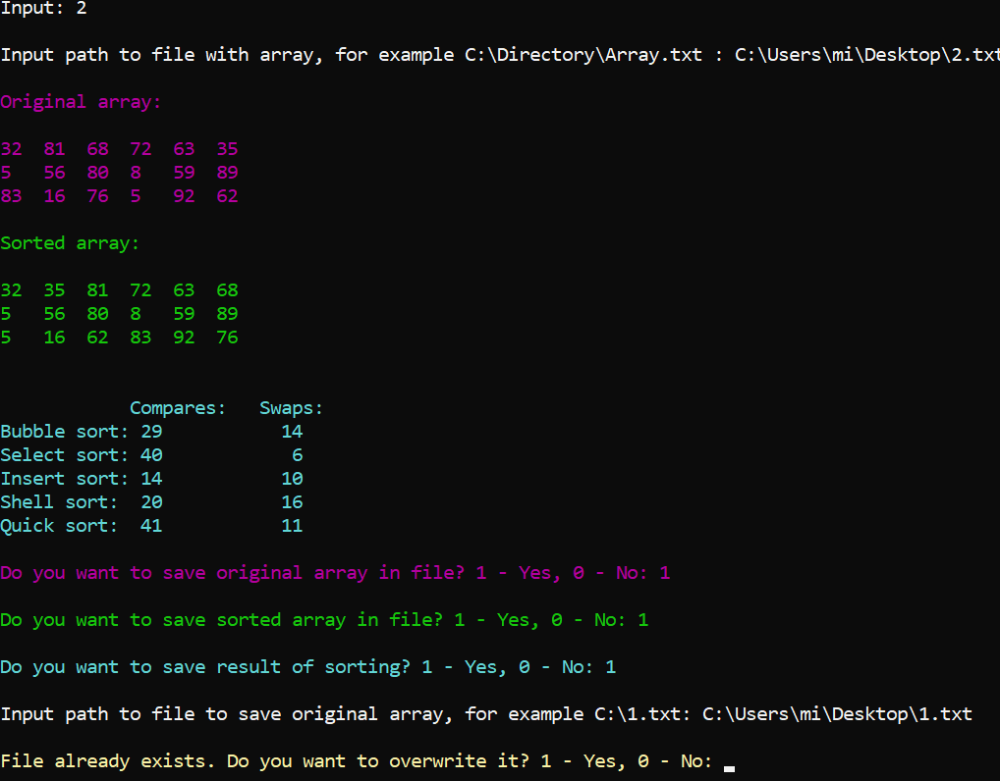 Input: 2
Input path to file with array, for example C:\Directory\Array.txt : C:\Users\mi\Desktop\2.txt
Original array:
32 81 68 72 63 35
5 56 80 8 59 89
83 16 76 5 92 62
Sorted array:
32 35 81 72 63 68
5 56 80 8 59 89
5 16 62 83 92 76
Compares: Swaps:
Bubble sort: 29 14
Select sort: 40 6
Insert sort: 14 10
Shell sort: 20 16
Quick sort: 41 11
Do you want to save original array in file? 1 - Yes, 0 - No: 1
Do you want to save sorted array in file? 1 - Yes, 0 - No: 1
Do you want to save result of sorting? 1 - Yes, 0 - No: 1
Input path to file to save original array, for example C:\1.txt: C:\Users\mi\Desktop\1.txt
File already exists. Do you want to overwrite it? 1 - Yes, 0 - No: _